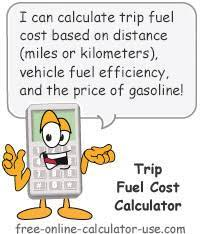 I can calculate trip fuel
cost based on distance
(miles or kilometers),
vehicle fuel efficiency,
and the price of gasoline!
Trip
Fuel Cost
Calculator
free-online-calculator-use.com